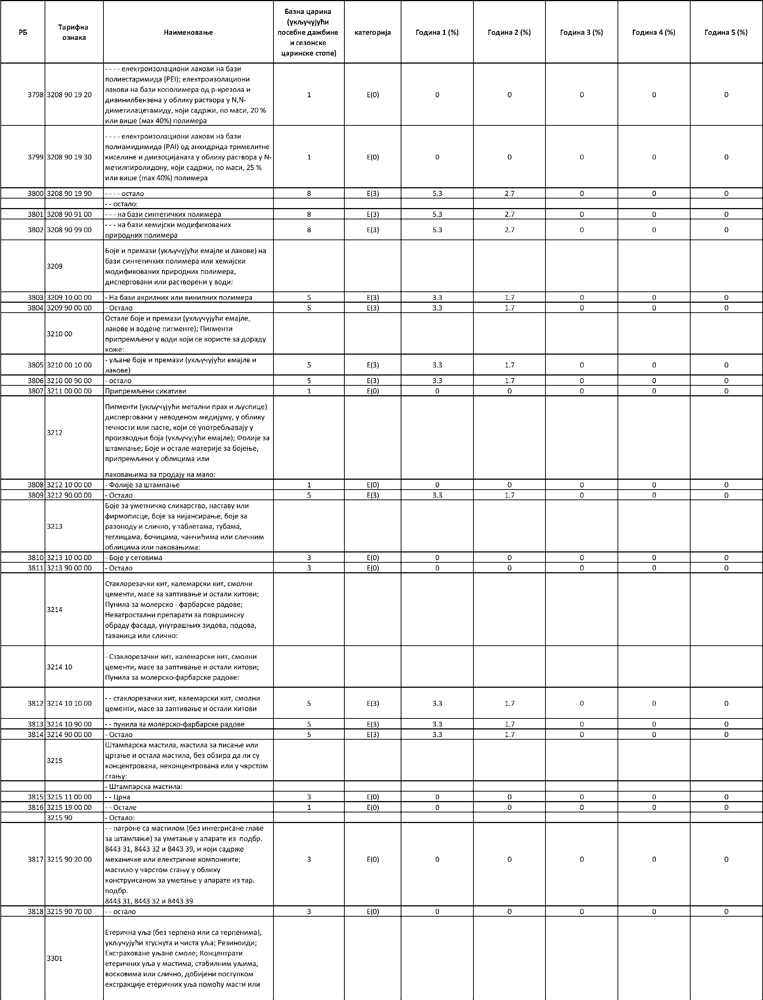 РБ Тарифна ознака Наименовање Базна царина (укључујући посебне дажбине и сезонске царинске стопе) категорија Година 1 (%) Година 2 (%) Година 3 (%) Година 4 (%) Година 5 (%)
- - - - електроизолациони лакови на бази
полиестаримида (PEI); електроизолациони
лакови на бази кополимера од р-крезола и
3798 3208 90 19 20 дивинилбензена у облику раствора у N,N- 1 E(0) 0 0 0 0 0
диметилацетамиду, који садржи, по маси, 20 %
или више (мах 40%) полимера
- - - - електроизолациони лакови на бази
полиамидимида (PAI) од анхидрида тримелитне
3799 3208 90 19 30 киселине и диизоцијаната у облику раствора у N- 1 E(0) 0 0 0 0 0
метилпиролидону, који садржи, по маси, 25 %
или више (max 40%) полимера
3800 3208 90 19 90 - - - - остало 8 E(3) 5.3 2.7 0 0 0
- - остало:
3801 3208 90 91 00 - - - на бази синтетичких полимера 8 E(3) 5.3 2.7 0 0 0
- - - на бази хемијски модификованих
3802 3208 90 99 00 природних полимера 8 E(3) 5.3 2.7 0 0 0
Боје и премази (укључујући емајле и лакове) на
бази синтетичких полимера или хемијски
3209 модификованих природних полимера,
дисперговани или растворени у води:
3803 3209 10 00 00 - На бази акрилних или винилних полимера 5 E(3) 3.3 1.7 0 0 0
3804 3209 90 00 00 - Остало 5 E(3) 3.3 1.7 0 0 0
Остале боје и премази (укључујући емајле,
лакове и водене пигменте); Пигменти
3210 00 припремљени у води који се користе за дораду
коже:
- уљане боје и премази (укључујући емајле и
3805 3210 00 10 00 лакове) 5 E(3) 3.3 1.7 0 0 0
3806 3210 00 90 00 - остало 5 E(3) 3.3 1.7 0 0 0
3807 3211 00 00 00 Припремљени сикативи 1 E(0) 0 0 0 0 0
Пигменти (укључујући метални прах и љуспице)
дисперговани у неводеном медијуму, у облику
течности или пасте, који се употребљавају у
3212 производњи боја (укључујући емајле); Фолије за
штампање; Боје и остале материје за бојење,
припремљени у облицима или
паковањима за продају на мало:
3808 3212 10 00 00 - Фолије за штампање 1 E(0) 0 0 0 0 0
3809 3212 90 00 00 - Остало 5 E(3) 3.3 1.7 0 0 0
Боје за уметничко сликарство, наставу или
фирмописце, боје за нијансирање, боје за
3213 разоноду и слично, у таблетама, тубама,
теглицама, бочицама, чанчићима или сличним
облицима или паковањима:
3810 3213 10 00 00 - Боје у сетовима 3 E(0) 0 0 0 0 0
3811 3213 90 00 00 - Остало 3 E(0) 0 0 0 0 0
Стаклорезачки кит, калемарски кит, смолни
цементи, масе за заптивање и остали китови;
Пунила за молерско - фарбарске радове;
3214 Неватростални препарати за површинску
обраду фасада, унутрашњих зидова, подова,
таваница или слично:
- Стаклорезачки кит, калемарски кит, смолни
3214 10 цементи, масе за заптивање и остали китови;
Пунила за молерско-фарбарске радове:
- - стаклорезачки кит, калемарски кит, смолни
3812 3214 10 10 00 цементи, масе за заптивање и остали китови 5 E(3) 3.3 1.7 0 0 0
3813 3214 10 90 00 - - пунила за молерско-фарбарске радове 5 E(3) 3.3 1.7 0 0 0
3814 3214 90 00 00 - Остало 5 E(3) 3.3 1.7 0 0 0
Штампарска мастила, мастила за писање или
цртање и остала мастила, без обзира да ли су
3215 концентрована, неконцентрована или у чврстом
стању:
- Штампарска мастила:
3815 3215 11 00 00 - - Црна 3 E(0) 0 0 0 0 0
3816 3215 19 00 00 - - Остале 1 E(0) 0 0 0 0 0
3215 90 - Остало:
- - патроне са мастилом (без интегрисане главе
за штампање) за уметање у апарате из подбр.
8443 31, 8443 32 и 8443 39, и који садрже
3817 3215 90 20 00 механичке или електричне компоненте; 3 E(0) 0 0 0 0 0
мастило у чврстом стању у облику
конструисаном за уметање у апарате из тар.
подбр.
8443 31, 8443 32 и 8443 39
3818 3215 90 70 00 - - остало 3 E(0) 0 0 0 0 0
Етерична уља (без терпена или са терпенима),
укључујући згуснута и чиста уља; Резиноиди;
Екстраховане уљане смоле; Концентрати
3301 етеричних уља у мастима, стабилним уљима,
восковима или слично, добијени поступком
екстракције етеричних уља помоћу масти или